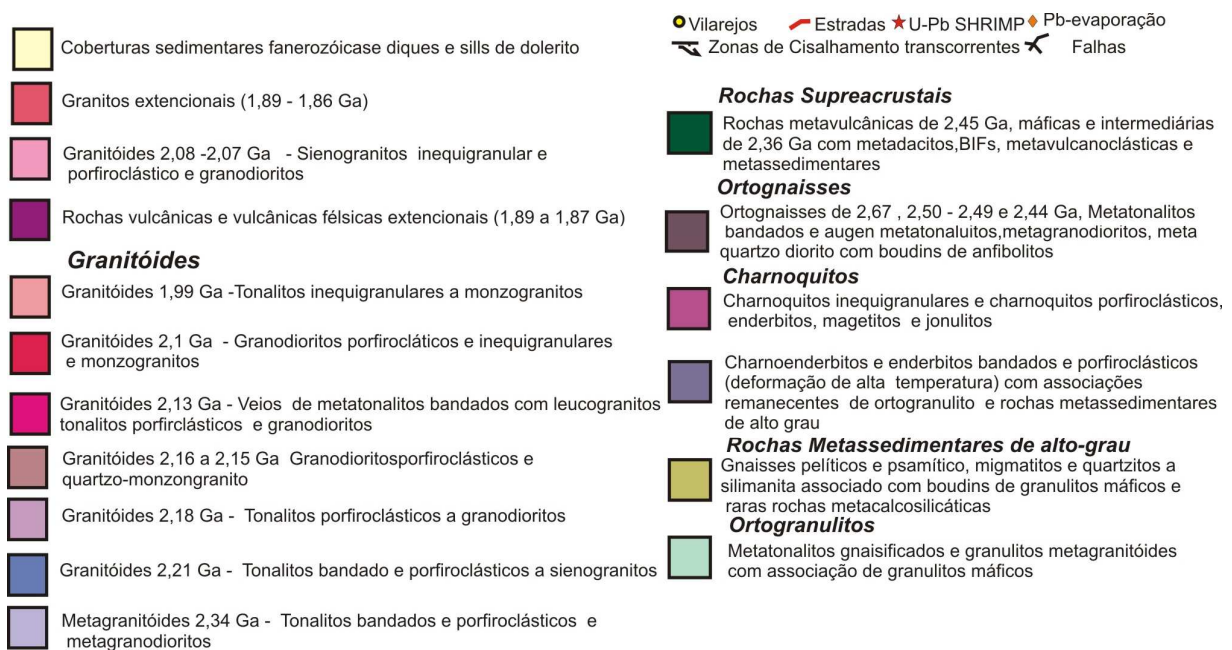 Coberturas sedimentares fanerozóicase diques e sills de dolerito
Granitos extencionais (1,89 - 1,86 Ga)
Granitóides 2,08 -2,07 Ga - Sienogranitos inequigranular e
porfiroclástico e granodioritos
Rochas vulcânicas e vulcânicas félsicas extencionais (1,89 a 1,87 Ga)
Granitóides
Granitóides 1,99 Ga -Tonalitos inequigranulares a monzogranitos
Granitóides 2,1 Ga - Granodioritos porfirocláticos e inequigranulares
e monzogranitos
Granitóides 2,13 Ga - Veios de metatonalitos bandados com leucogranitos
tonalitos porfirclásticos e granodioritos
Granitóides 2,16 a 2,15 Ga Granodioritosporfiroclásticos e
quartzo-monzongranito
Granitóides 2,18 Ga - Tonalitos porfiroclásticos a granodioritos
Granitóides 2,21 Ga - Tonalitos bandado e porfiroclásticos a sienogranitos
Metagranitóides 2,34 Ga - Tonalitos bandados e porfiroclásticos e
metagranodioritos
Vilarejos Estradas U-Pb SHRIMP Pb-evaporação
Zonas de Cisalhamento transcorrentes Falhas
Rochas Supreacrustais
Rochas metavulcânicas de 2,45 Ga, máficas e intermediárias
de 2,36 Ga com metadacitos,BIFs, metavulcanoclásticas e
metassedimentares
Ortognaisses
Ortognaisses de 2,67 , 2,50 - 2,49 e 2,44 Ga, Metatonalitos
bandados e augen metatonaluitos,metagranodioritos, meta
quartzo diorito com boudins de anfibolitos
Charnoquitos
Charnoquitos inequigranulares e charnoquitos porfiroclásticos,
enderbitos, magetitos e jonulitos
Charnoenderbitos e enderbitos bandados e porfiroclásticos
(deformação de alta temperatura) com associações
remanecentes de ortogranulito e rochas metassedimentares
de alto grau
Rochas Metassedimentares de alto-grau
Gnaisses pelíticos e psamítico, migmatitos e quartzitos a
silimanita associado com boudins de granulitos máficos e
raras rochas metacalcosilicáticas
Ortogranulitos
Metatonalitos gnaisificados e granulitos metagranitóides
com associação de granulitos máficos